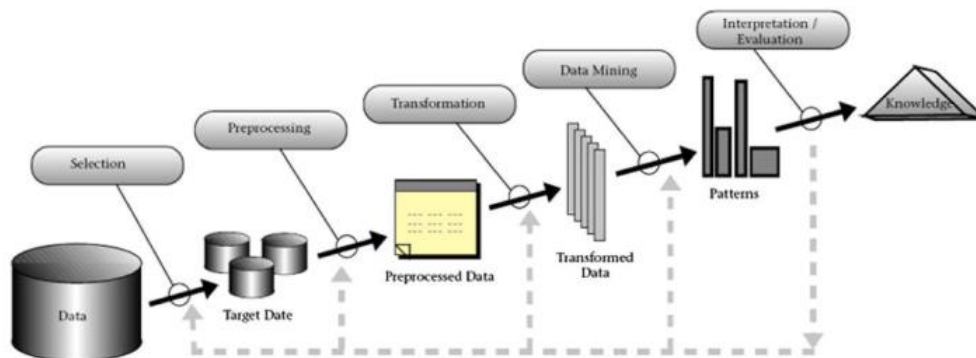 Interpretation /
Evaluation
Data Mining
Transformation
Preprocessing
Selection
Knowledge
Patterns
Transformed
Data
Preprocessed Data
Target Date
Data